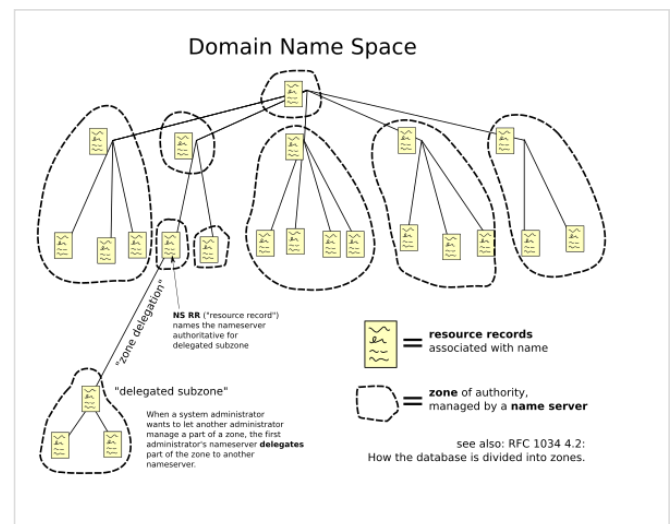 Domain Name Space
NS RR ("resource record")
names the nameserver
authoritative for
delegated subzone
"zone delegation"
resource records
associated with name
"delegated subzone"
When a system administrator
wants to let another administrator
manage a part of a zone, the first
administrator's nameserver delegates
part of the zone to another
nameserver.
zone of authority,
managed by a name server
see also: RFC 1034 4.2:
How the database is divided into zones.